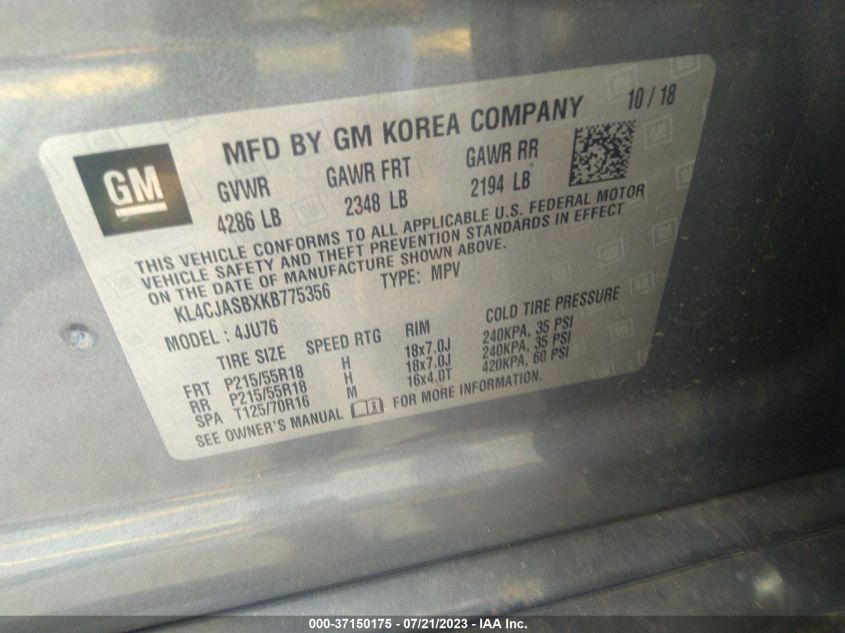 GM
MFD BY GM KOREA COMPANY 10 / 18
GVWR GAWR FRT GAWR RR
4286 LB 2348 LB 2194 LB
THIS VEHICLE CONFORMS TO ALL APPLICABLE U.S. FEDERAL MOTOR
VEHICLE SAFETY AND THEFT PREVENTION STANDARDS IN EFFECT
ON THE DATE OF MANUFACTURE SHOWN ABOVE.
KL4CJASBXKB775356 TYPE: MPV
MODEL : 4JU76
TIRE SIZE SPEED RTG RIM COLD TIRE PRESSURE
FRT P215/55R18 H 18x7.0J 240KPA, 35 PSI
RR P215/55R18 H 18x7.0J 240KPA, 35 PSI
SPA T125/70R16 M 16x4.0T 420KPA, 60 PSI
SEE OWNER'S MANUAL FOR MORE INFORMATION.
000-37150175 - 07/21/2023 - IAA Inc.